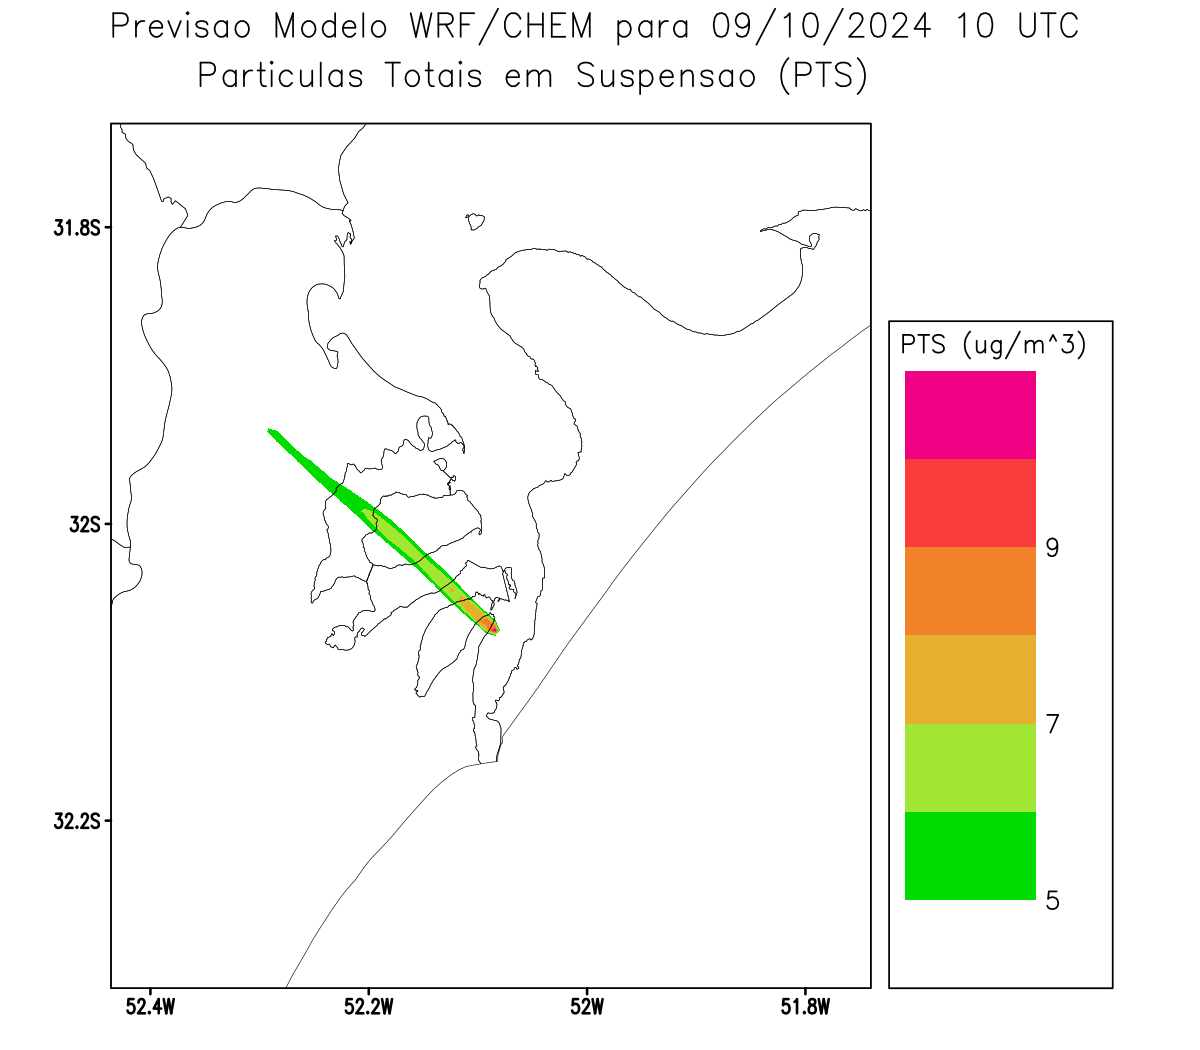 Previsao Modelo WRF/CHEM para 09/10/2024 10 UTC
Particulas Totais em Suspensao (PTS)
31.8S
32S
32.2S
52.4W 52.2W 52W 51.8W
PTS (ug/m^3)
9
7
5